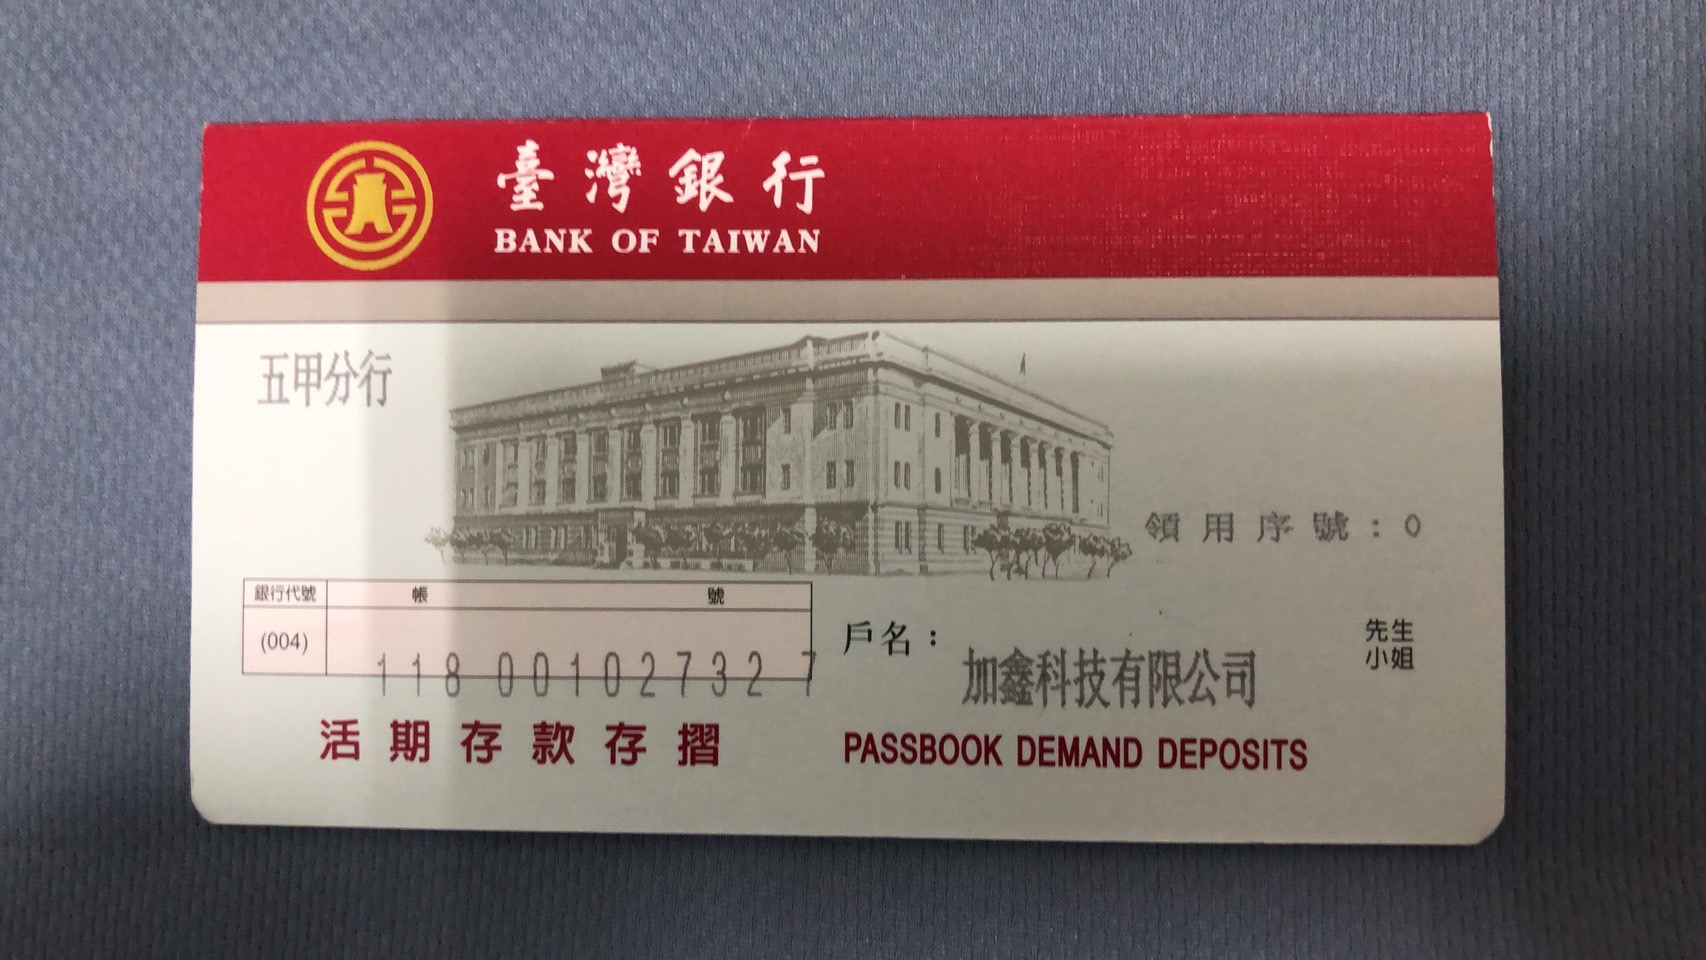 臺灣銀行
BANK OF TAIWAN
五甲分行
領用序號:0
銀行代號 帳 號
(004) 118 00102732 7
戶名: 加鑫科技有限公司 先生
小姐
活期存款存摺 PASSBOOK DEMAND DEPOSITS